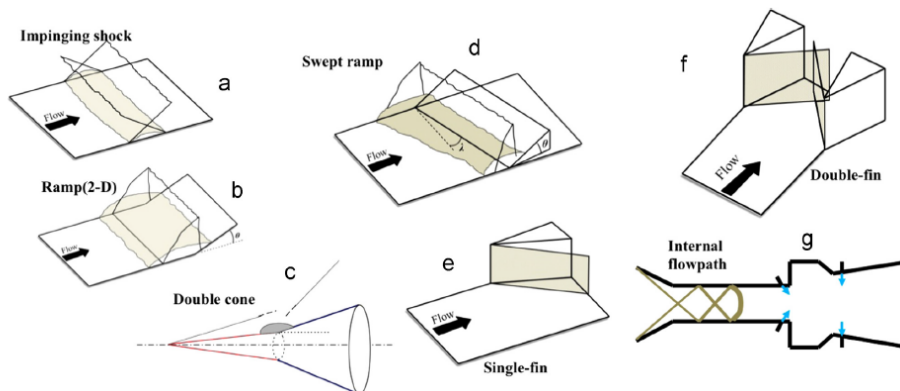 Impinging shock
a
Flow
Ramp(2-D)
b
Flow
θ
c
Double cone
d
Swept ramp
Flow
λ
θ
e
Flow
Single-fin
f
Flow
Double-fin
g
Internal
flowpath